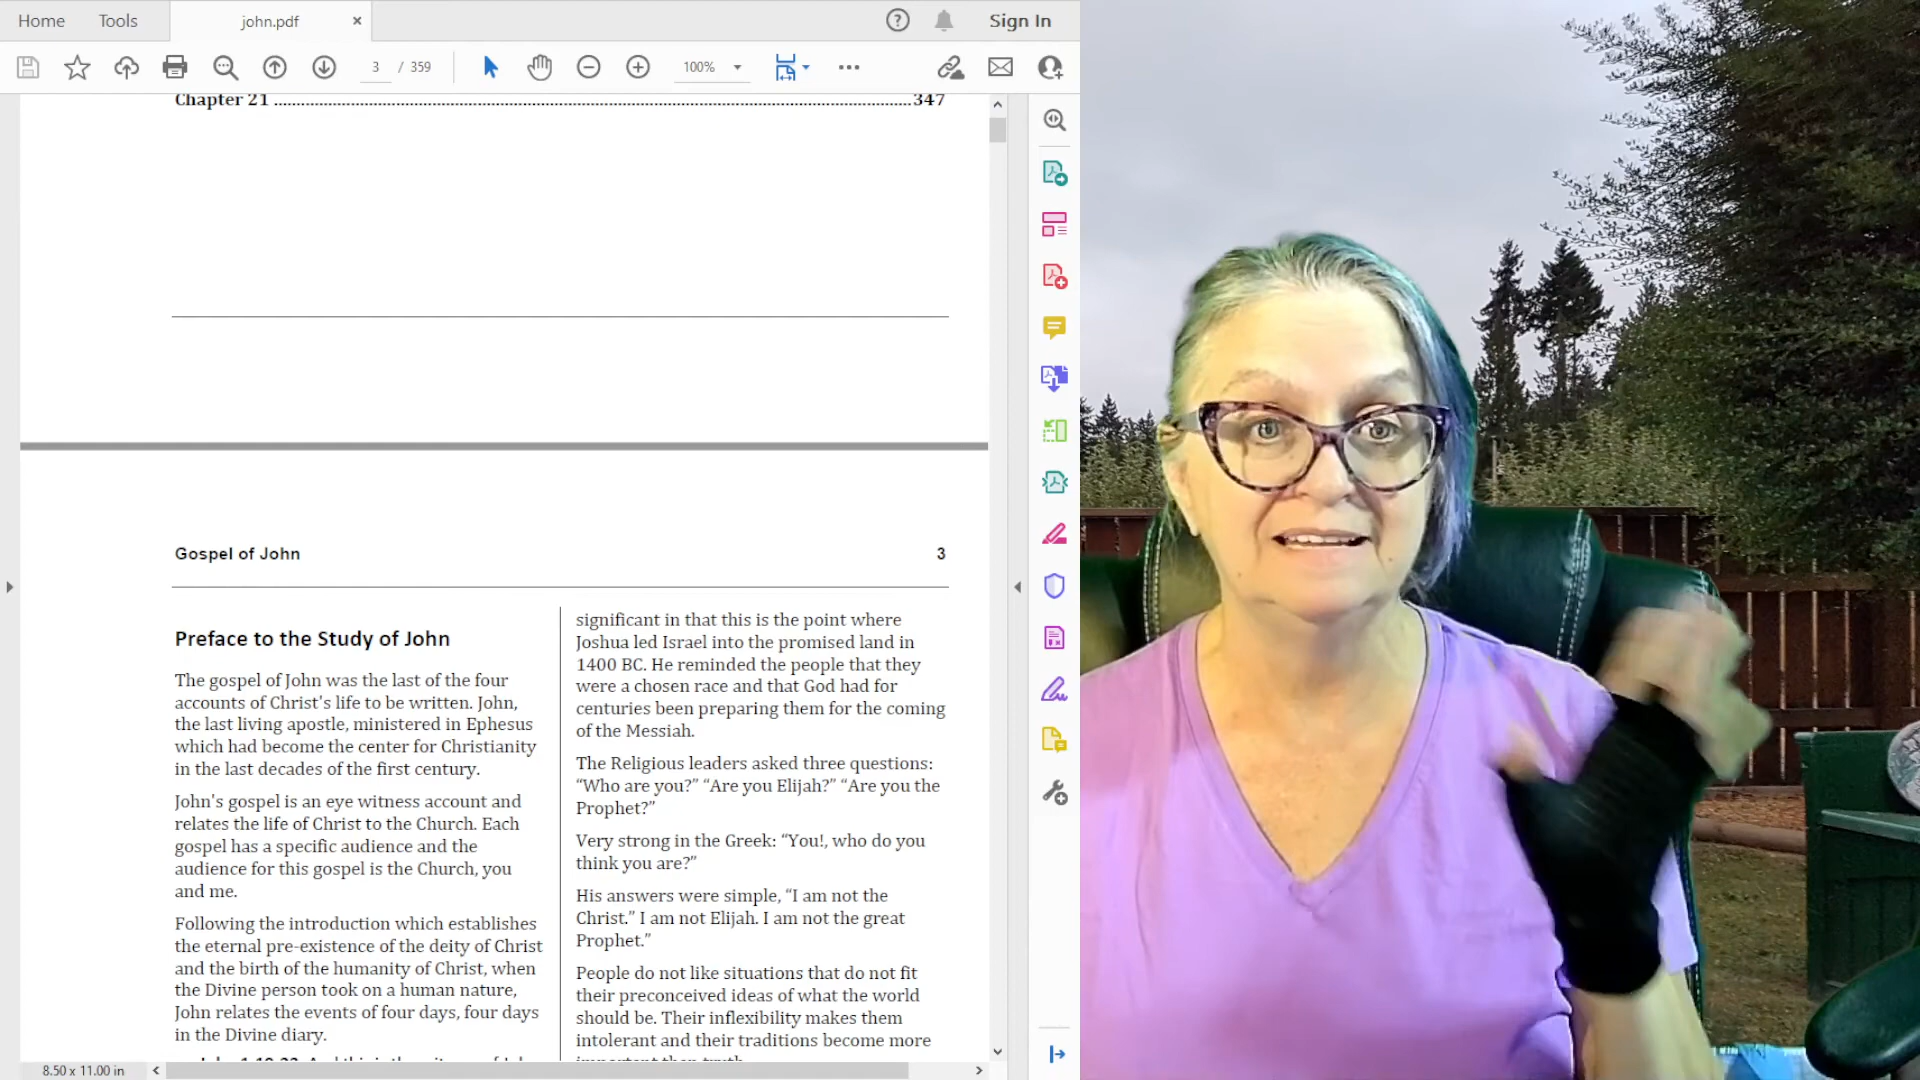 Home Tools john.pdf × ? Sign In
3 / 359 100%
Chapter 21 ........................................................................................................................347
Gospel of John 3
Preface to the Study of John
The gospel of John was the last of the four
accounts of Christ's life to be written. John,
the last living apostle, ministered in Ephesus
which had become the center for Christianity
in the last decades of the first century.
John's gospel is an eye witness account and
relates the life of Christ to the Church. Each
gospel has a specific audience and the
audience for this gospel is the Church, you
and me.
Following the introduction which establishes
the eternal pre-existence of the deity of Christ
and the birth of the humanity of Christ, when
the Divine person took on a human nature,
John relates the events of four days, four days
in the Divine diary.
significant in that this is the point where
Joshua led Israel into the promised land in
1400 BC. He reminded the people that they
were a chosen race and that God had for
centuries been preparing them for the coming
of the Messiah.
The Religious leaders asked three questions:
“Who are you?” “Are you Elijah?” “Are you the
Prophet?”
Very strong in the Greek: “You!, who do you
think you are?”
His answers were simple, “I am not the
Christ.” I am not Elijah. I am not the great
Prophet.”
People do not like situations that do not fit
their preconceived ideas of what the world
should be. Their inflexibility makes them
intolerant and their traditions become more
8.50 x 11.00 in